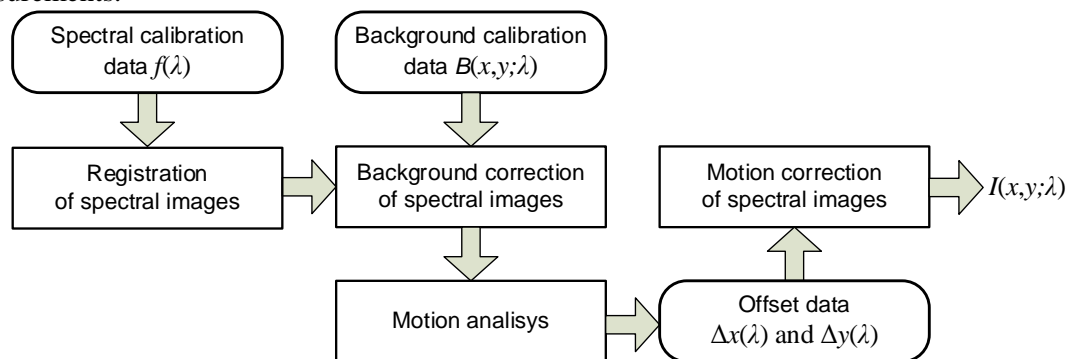 Spectral calibration
data f(λ)
Background calibration
data B(x,y;λ)
Registration
of spectral images
Background correction
of spectral images
Motion correction
of spectral images
I(x,y;λ)
Motion analisys
Offset data
Δx(λ) and Δy(λ)